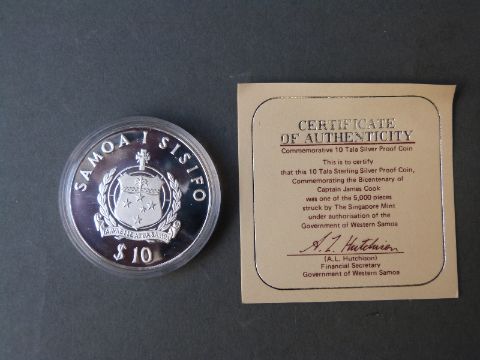 SAMOA I SISIFO
$10
CERTIFICATE
OF AUTHENTICITY
Commemorative 10 Tala Silver Proof Coin
This is to certify
that this 10 Tala Sterling Silver Proof Coin,
Commemorating the Bicentenary of
Captain James Cook
was one of the 5,000 pieces
struck by The Singapore Mint
under authorisation of the
Government of Western Samoa
A. L. Hutchison
(A.L. Hutchison)
Financial Secretary
Government of Western Samoa